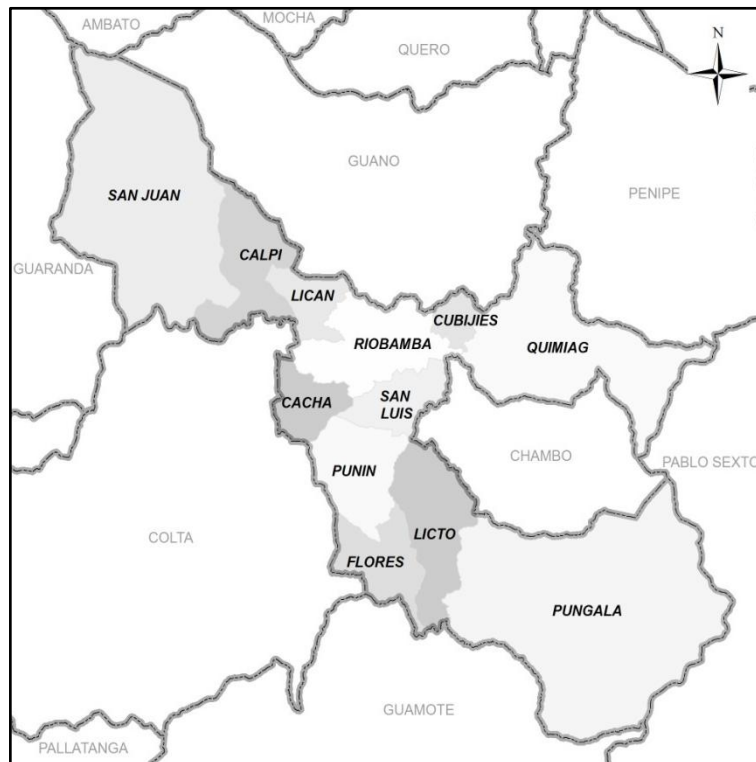 AMBATO
MOCHA
QUERO
N
GUANO
PENIPE
SAN JUAN
CALPI
GUARANDA
LICAN
CUBIJIES
RIOBAMBA
QUIMIAG
CACHA
SAN
LUIS
CHAMBO
PABLO SEXTO
PUNIN
COLTA
LICTO
FLORES
PUNGALA
GUAMOTE
PALLATANGA